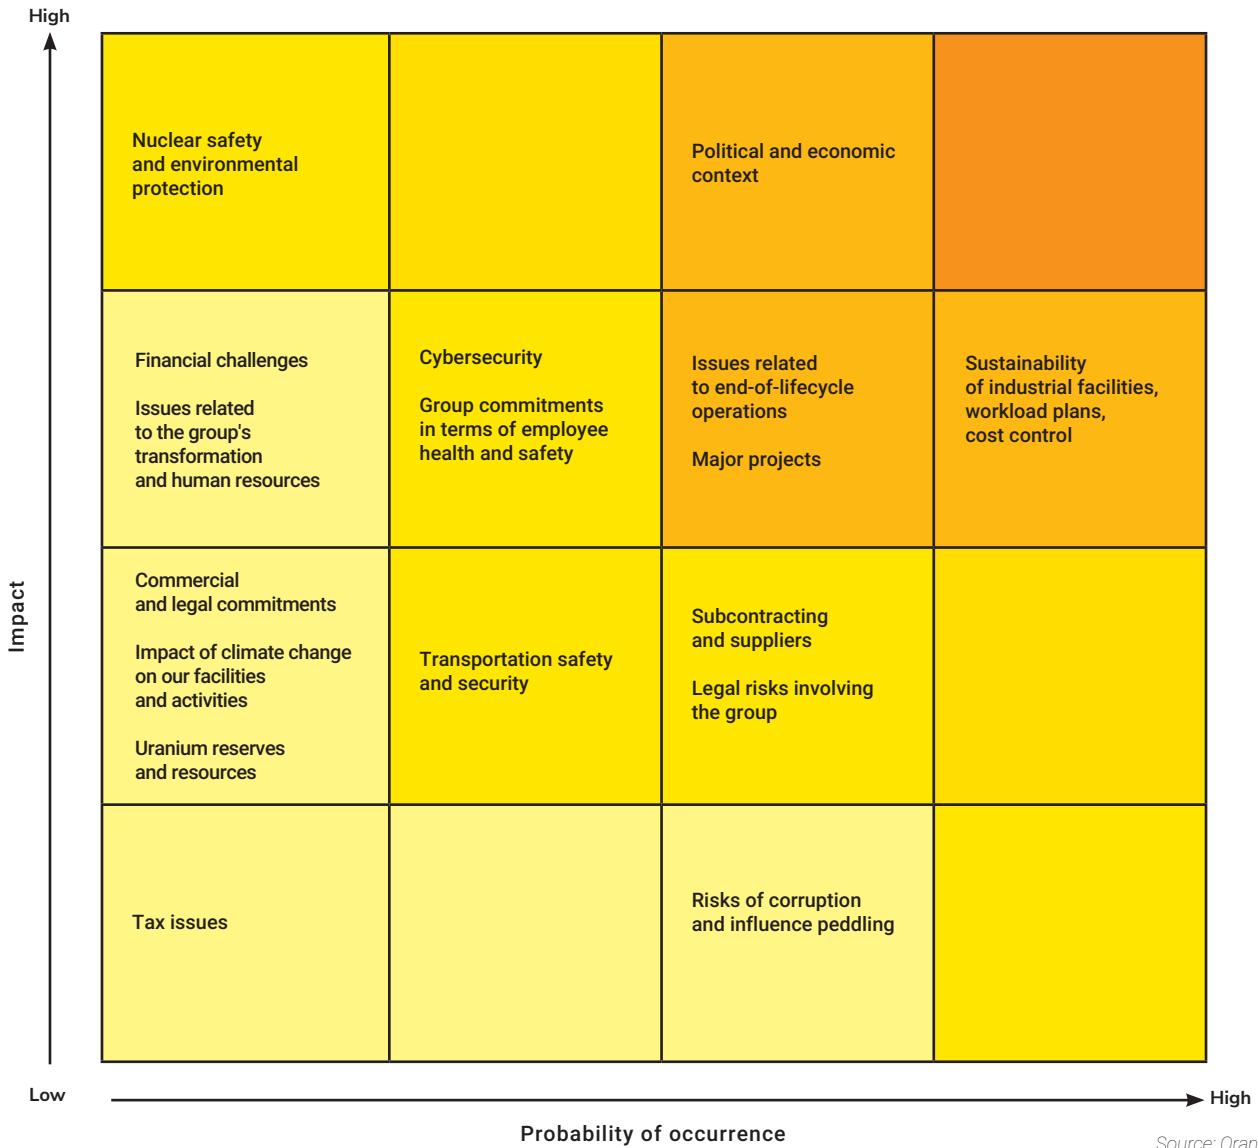 High
Nuclear safety
and environmental
protection
Political and economic
context
Financial challenges
Issues related
to the group's
transformation
and human resources
Cybersecurity
Group commitments
in terms of employee
health and safety
Issues related
to end-of-lifecycle
operations
Major projects
Sustainability
of industrial facilities,
workload plans,
cost control
Impact
Commercial
and legal commitments
Impact of climate change
on our facilities
and activities
Uranium reserves
and resources
Transportation safety
and security
Subcontracting
and suppliers
Legal risks involving
the group
Tax issues
Risks of corruption
and influence peddling
Low
High
Probability of occurrence
Source: